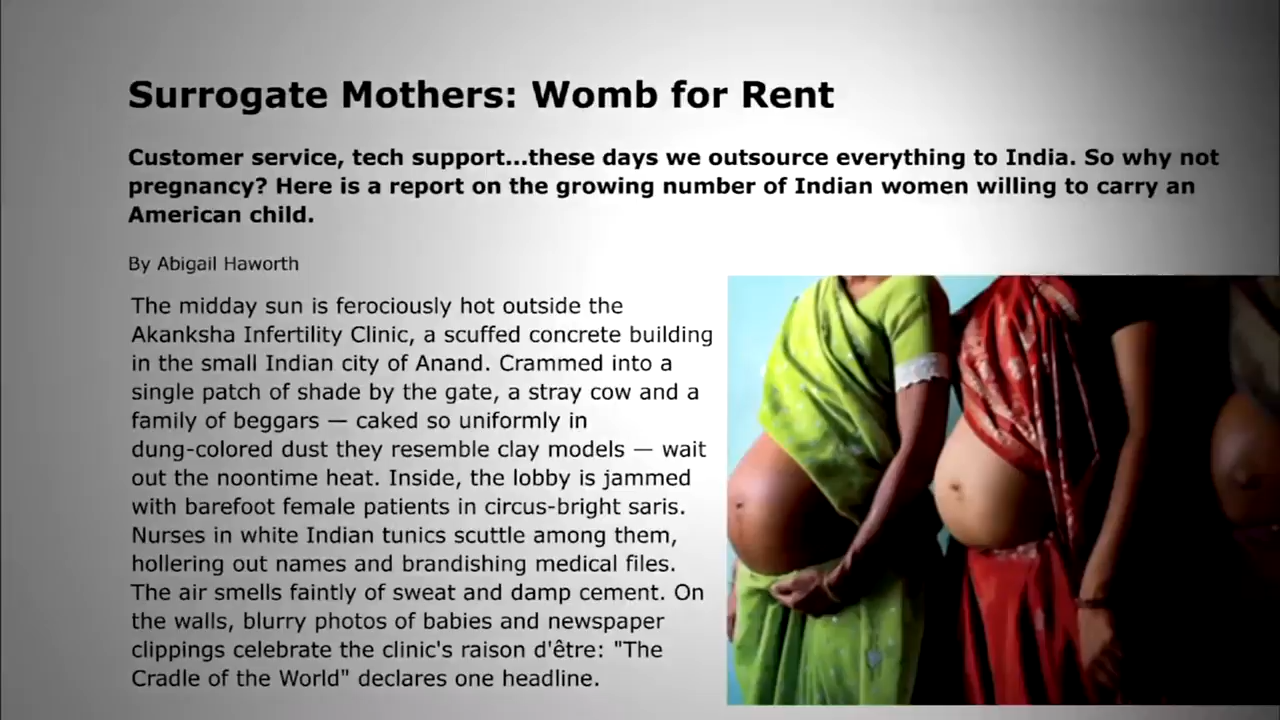 Surrogate Mothers: Womb for Rent
Customer service, tech support...these days we outsource everything to India. So why not
pregnancy? Here is a report on the growing number of Indian women willing to carry an
American child.
By Abigail Haworth
The midday sun is ferociously hot outside the
Akanksha Infertility Clinic, a scuffed concrete building
in the small Indian city of Anand. Crammed into a
single patch of shade by the gate, a stray cow and a
family of beggars — caked so uniformly in
dung-colored dust they resemble clay models — wait
out the noontime heat. Inside, the lobby is jammed
with barefoot female patients in circus-bright saris.
Nurses in white Indian tunics scuttle among them,
hollering out names and brandishing medical files.
The air smells faintly of sweat and damp cement. On
the walls, blurry photos of babies and newspaper
clippings celebrate the clinic's raison d'être: "The
Cradle of the World" declares one headline.